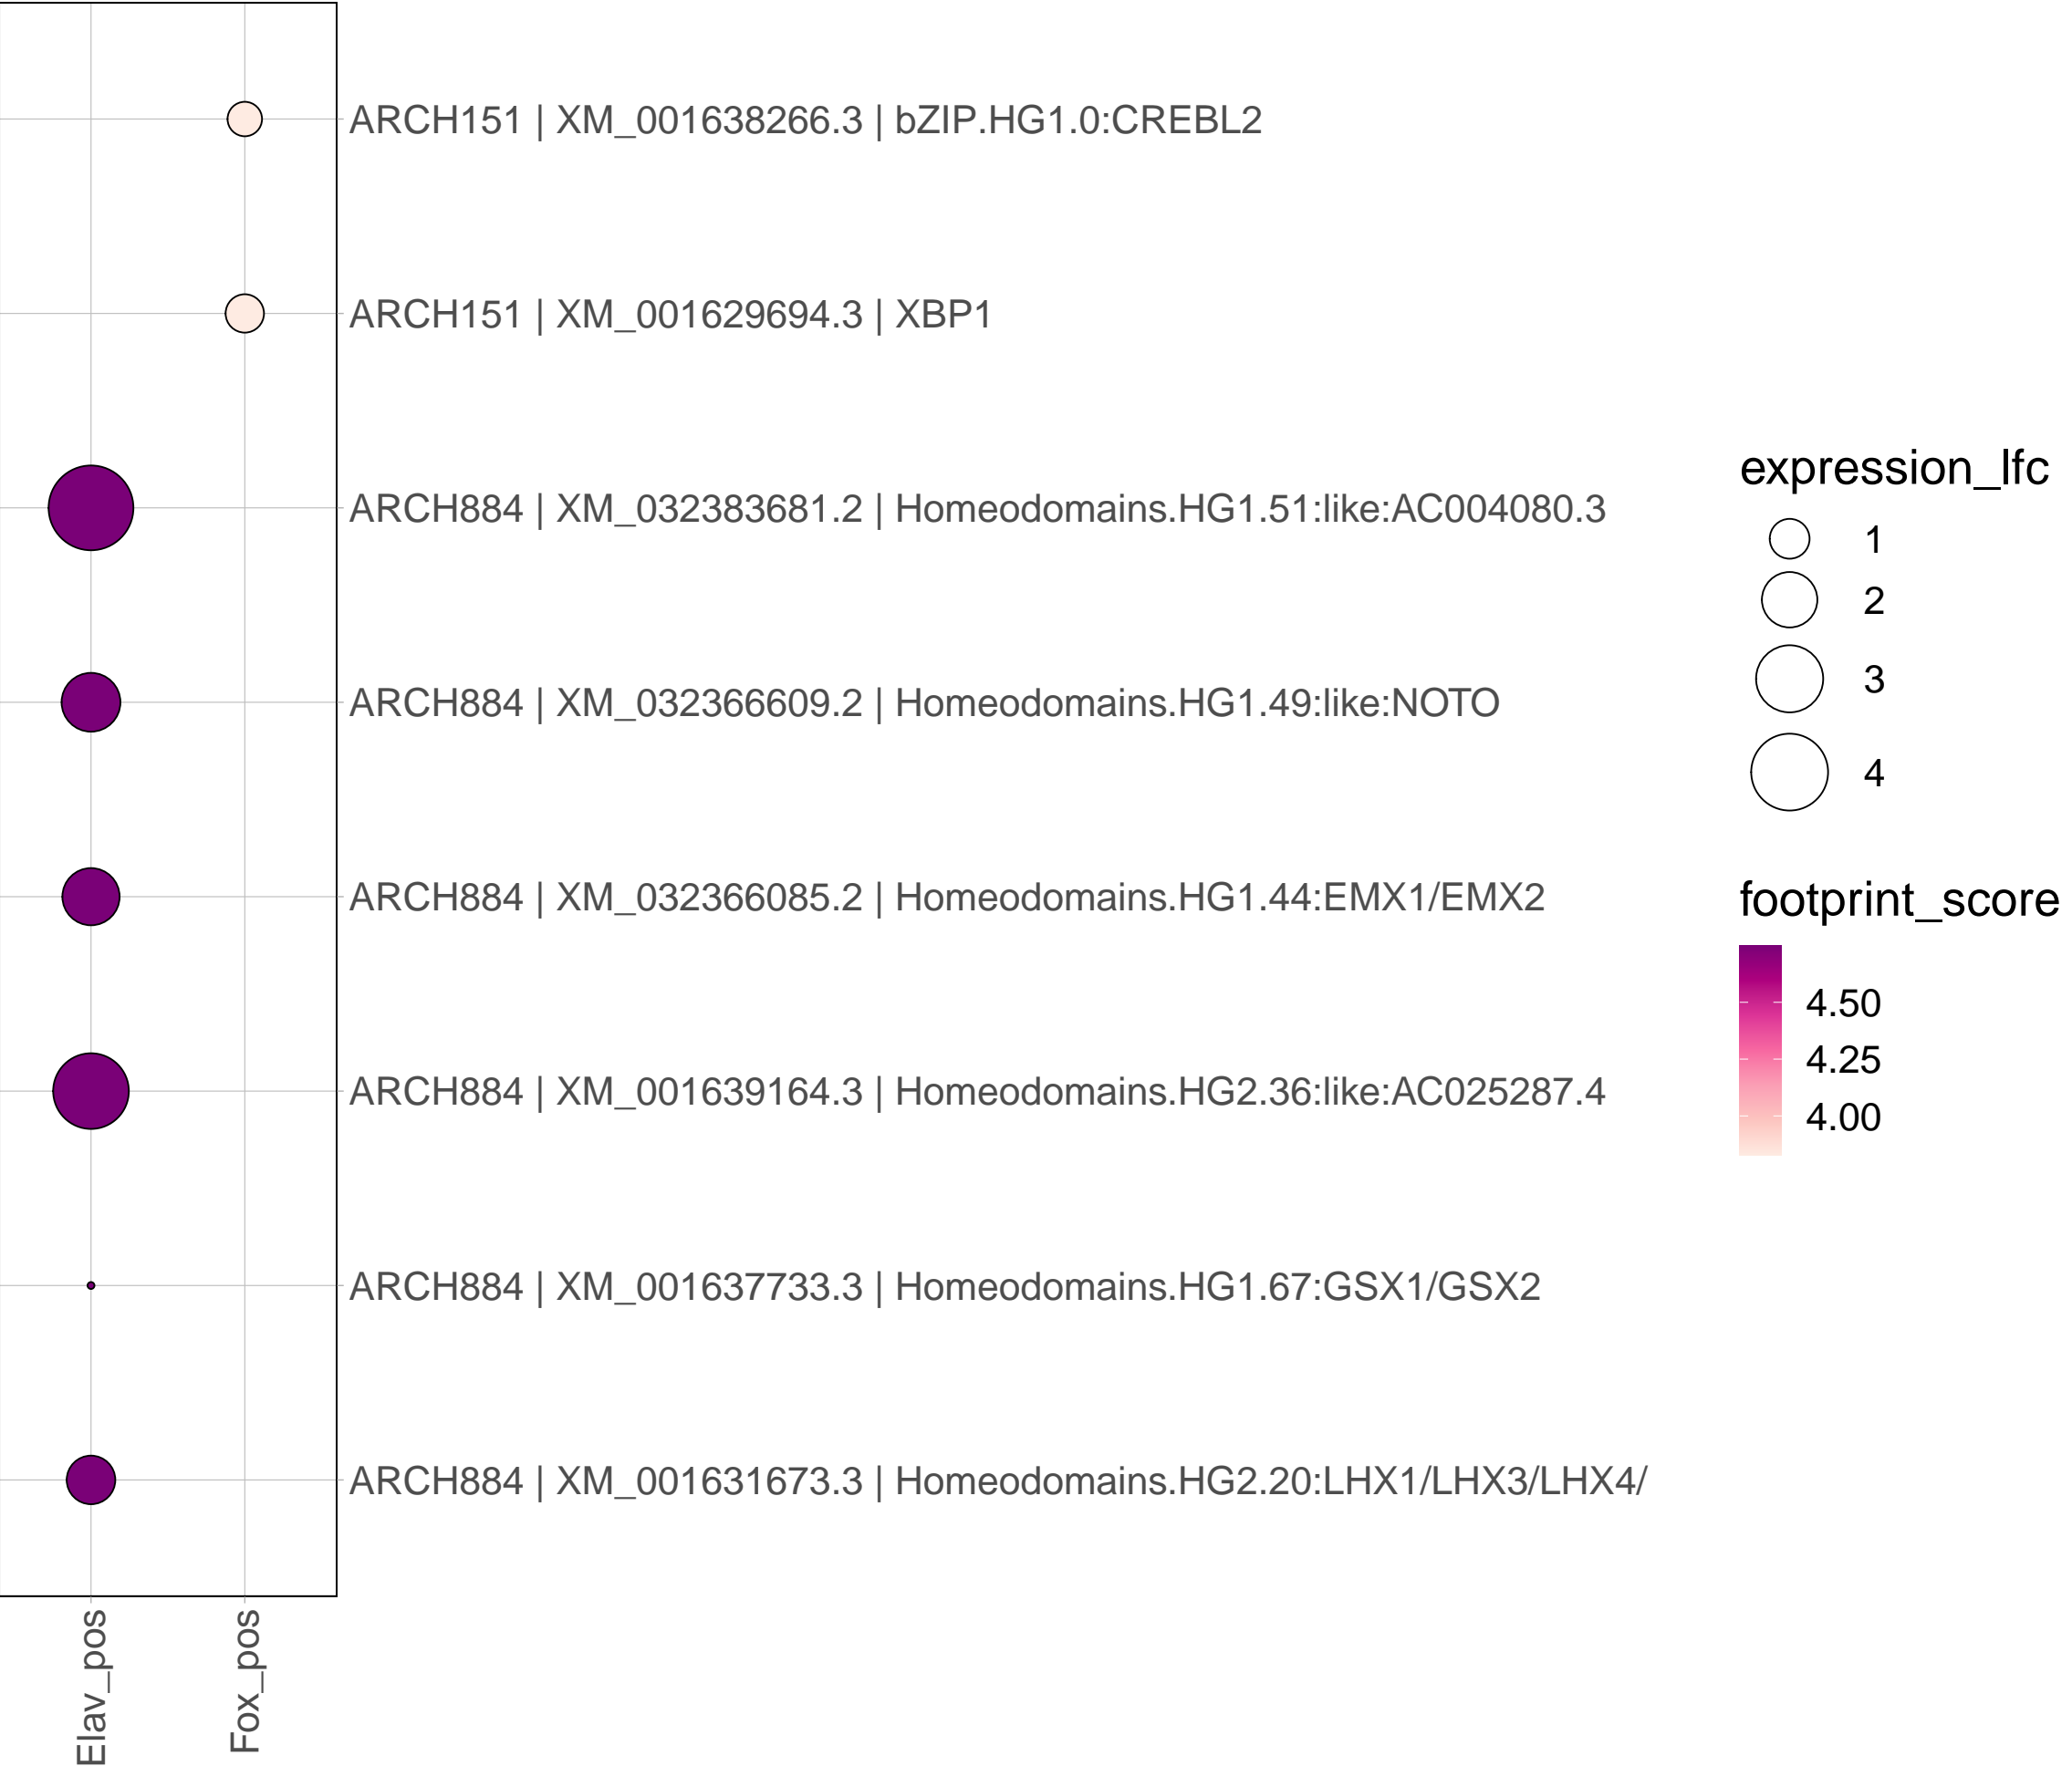 ARCH151 | XM_001638266.3 | bZIP.HG1.0:CREBL2
ARCH151 | XM_001629694.3 | XBP1
ARCH884 | XM_032383681.2 | Homeodomains.HG1.51:like:AC004080.3
ARCH884 | XM_032366609.2 | Homeodomains.HG1.49:like:NOTO
ARCH884 | XM_032366085.2 | Homeodomains.HG1.44:EMX1/EMX2
ARCH884 | XM_001639164.3 | Homeodomains.HG2.36:like:AC025287.4
ARCH884 | XM_001637733.3 | Homeodomains.HG1.67:GSX1/GSX2
ARCH884 | XM_001631673.3 | Homeodomains.HG2.20:LHX1/LHX3/LHX4/
Elav_pos
Fox_pos
expression_lfc
1
2
3
4
footprint_score
4.50
4.25
4.00